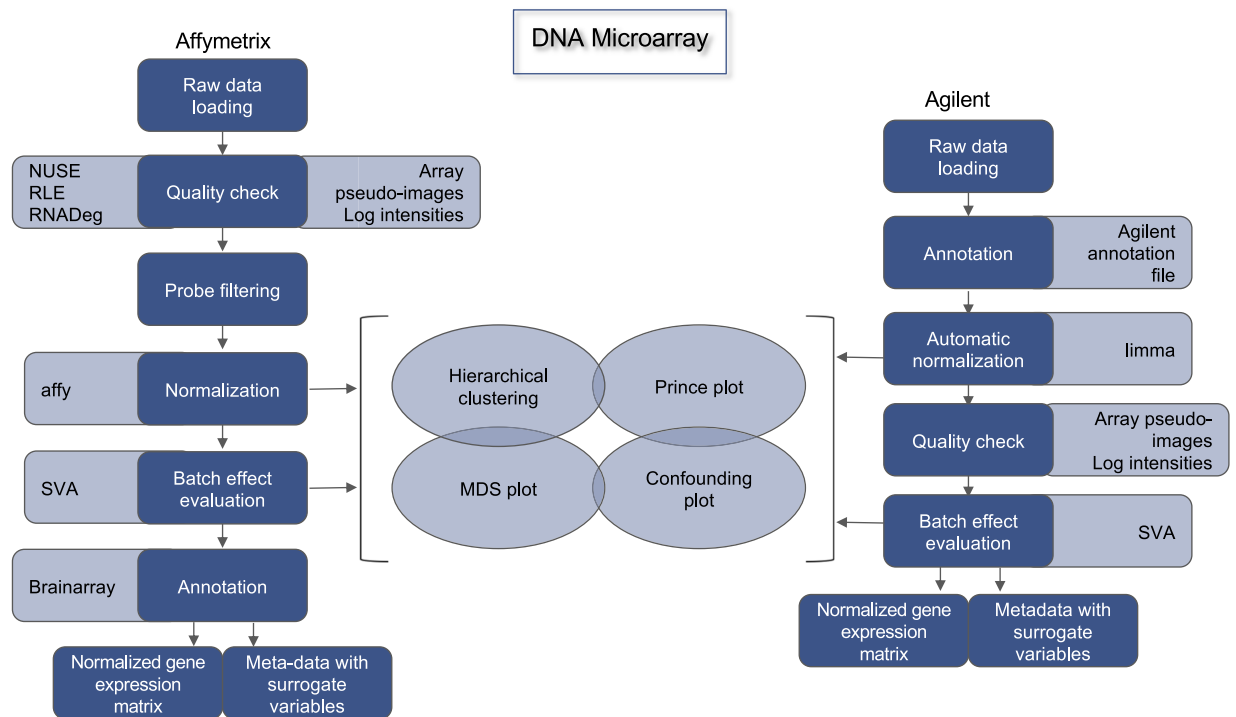 DNA Microarray
Affymetrix
Raw data
loading
NUSE
RLE
RNADeg
Quality check
Array
pseudo-images
Log intensities
Probe filtering
affy
Normalization
SVA
Batch effect
evaluation
Brainarray
Annotation
Normalized gene
expression
matrix
Meta-data with
surrogate
variables
Hierarchical
clustering
Prince plot
MDS plot
Confounding
plot
Agilent
Raw data
loading
Annotation
Agilent
annotation
file
Automatic
normalization
limma
Quality check
Array pseudo-
images
Log intensities
Batch effect
evaluation
SVA
Normalized gene
expression
matrix
Metadada with
surrogate
variables